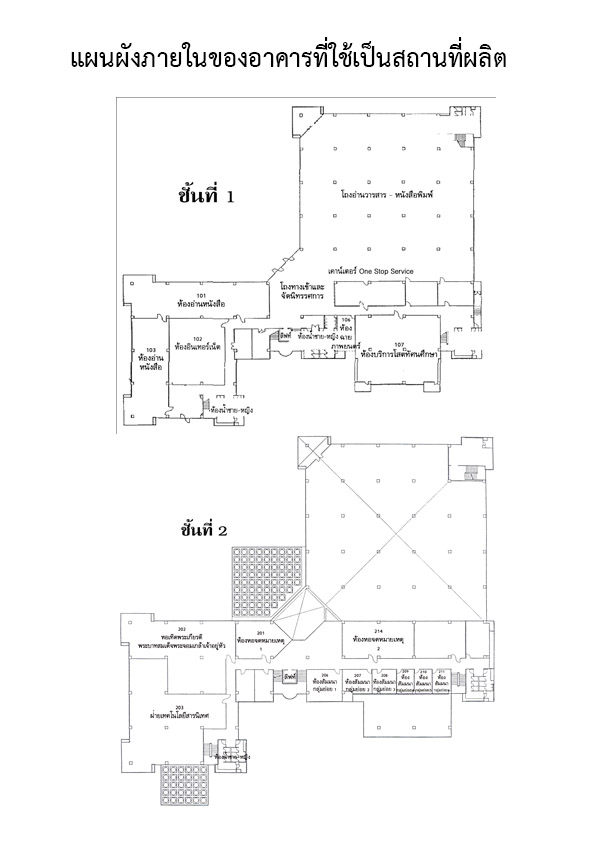 แผนผังภายในของอาคารที่ใช้เป็นสถานที่ผลิต
ชั้นที่ 1
โถงอ่านวารสาร - หนังสือพิมพ์
เคาน์เตอร์ One Stop Service
โถงทางเข้าและ
จัดนิทรรศการ
101
ห้องอ่านหนังสือ
102
ห้องอินเทอร์เน็ต
103
ห้องอ่าน
หนังสือ
ลิฟท์
ห้องน้ำชาย-หญิง
106
ห้อง
ฉาย
ภาพยนตร์
107
ห้องบริการโสตทัศนศึกษา
ห้องน้ำชาย-หญิง
ชั้นที่ 2
202
หอเทิดพระเกียรติ
พระบาทสมเด็จพระจอมเกล้าเจ้าอยู่หัว
201
ห้องหอจดหมายเหตุ
1
214
ห้องหอจดหมายเหตุ
2
ลิฟท์
206
ห้องสัมมนา
กลุ่มย่อย 1
207
ห้องสัมมนา
กลุ่มย่อย 2
208
ห้องสัมมนา
กลุ่มย่อย 3
209
ห้อง
สัมมนา
210
ห้อง
สัมมนา
211
ห้อง
สัมมนา
203
ฝ่ายเทคโนโลยีสารนิเทศ
ห้องน้ำชาย-หญิง